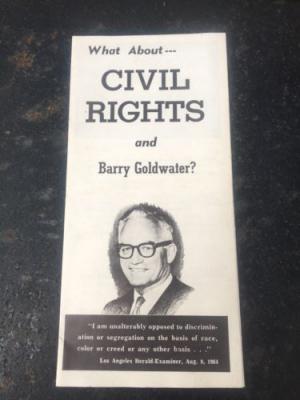 What About---
CIVIL
RIGHTS
and
Barry Goldwater?
"I am unalterably opposed to discrimin-
ation or segregation on the basis of race,
color or creed or any other basis . . ."
Los Angeles Herald-Examiner, Aug. 9, 1964